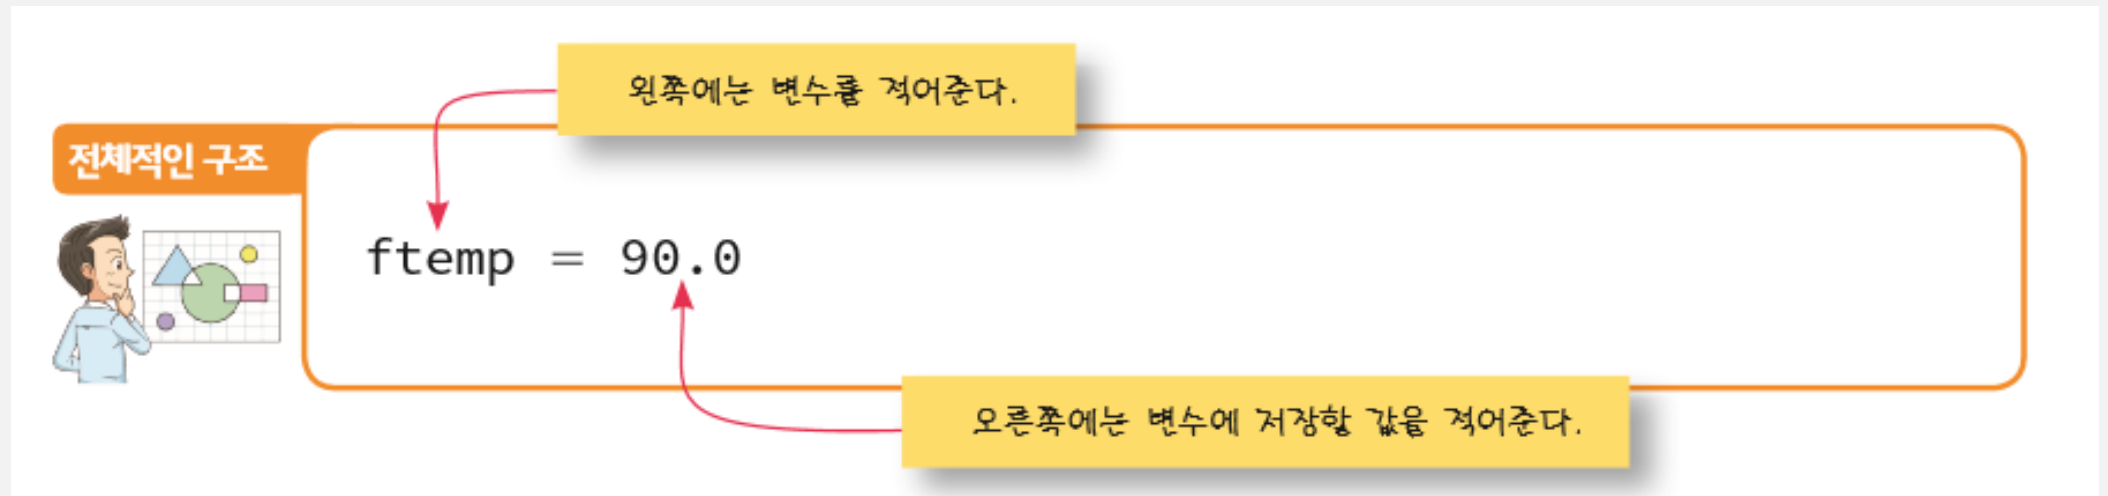 왼쪽에는 변수를 적어준다.
전체적인 구조
ftemp = 90.0
오른쪽에는 변수에 저장할 값을 적어준다.